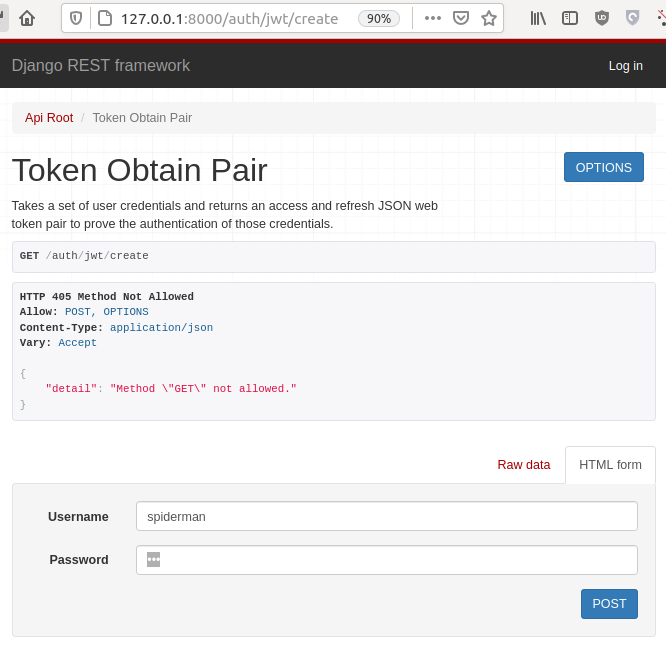 127.0.0.1:8000/auth/jwt/create 90%
Django REST framework Log in
Api Root / Token Obtain Pair
Token Obtain Pair OPTIONS
Takes a set of user credentials and returns an access and refresh JSON web
token pair to prove the authentication of those credentials.
GET /auth/jwt/create
HTTP 405 Method Not Allowed
Allow: POST, OPTIONS
Content-Type: application/json
Vary: Accept
{
"detail": "Method \"GET\" not allowed."
}
Raw data HTML form
Username spiderman
Password •••
POST